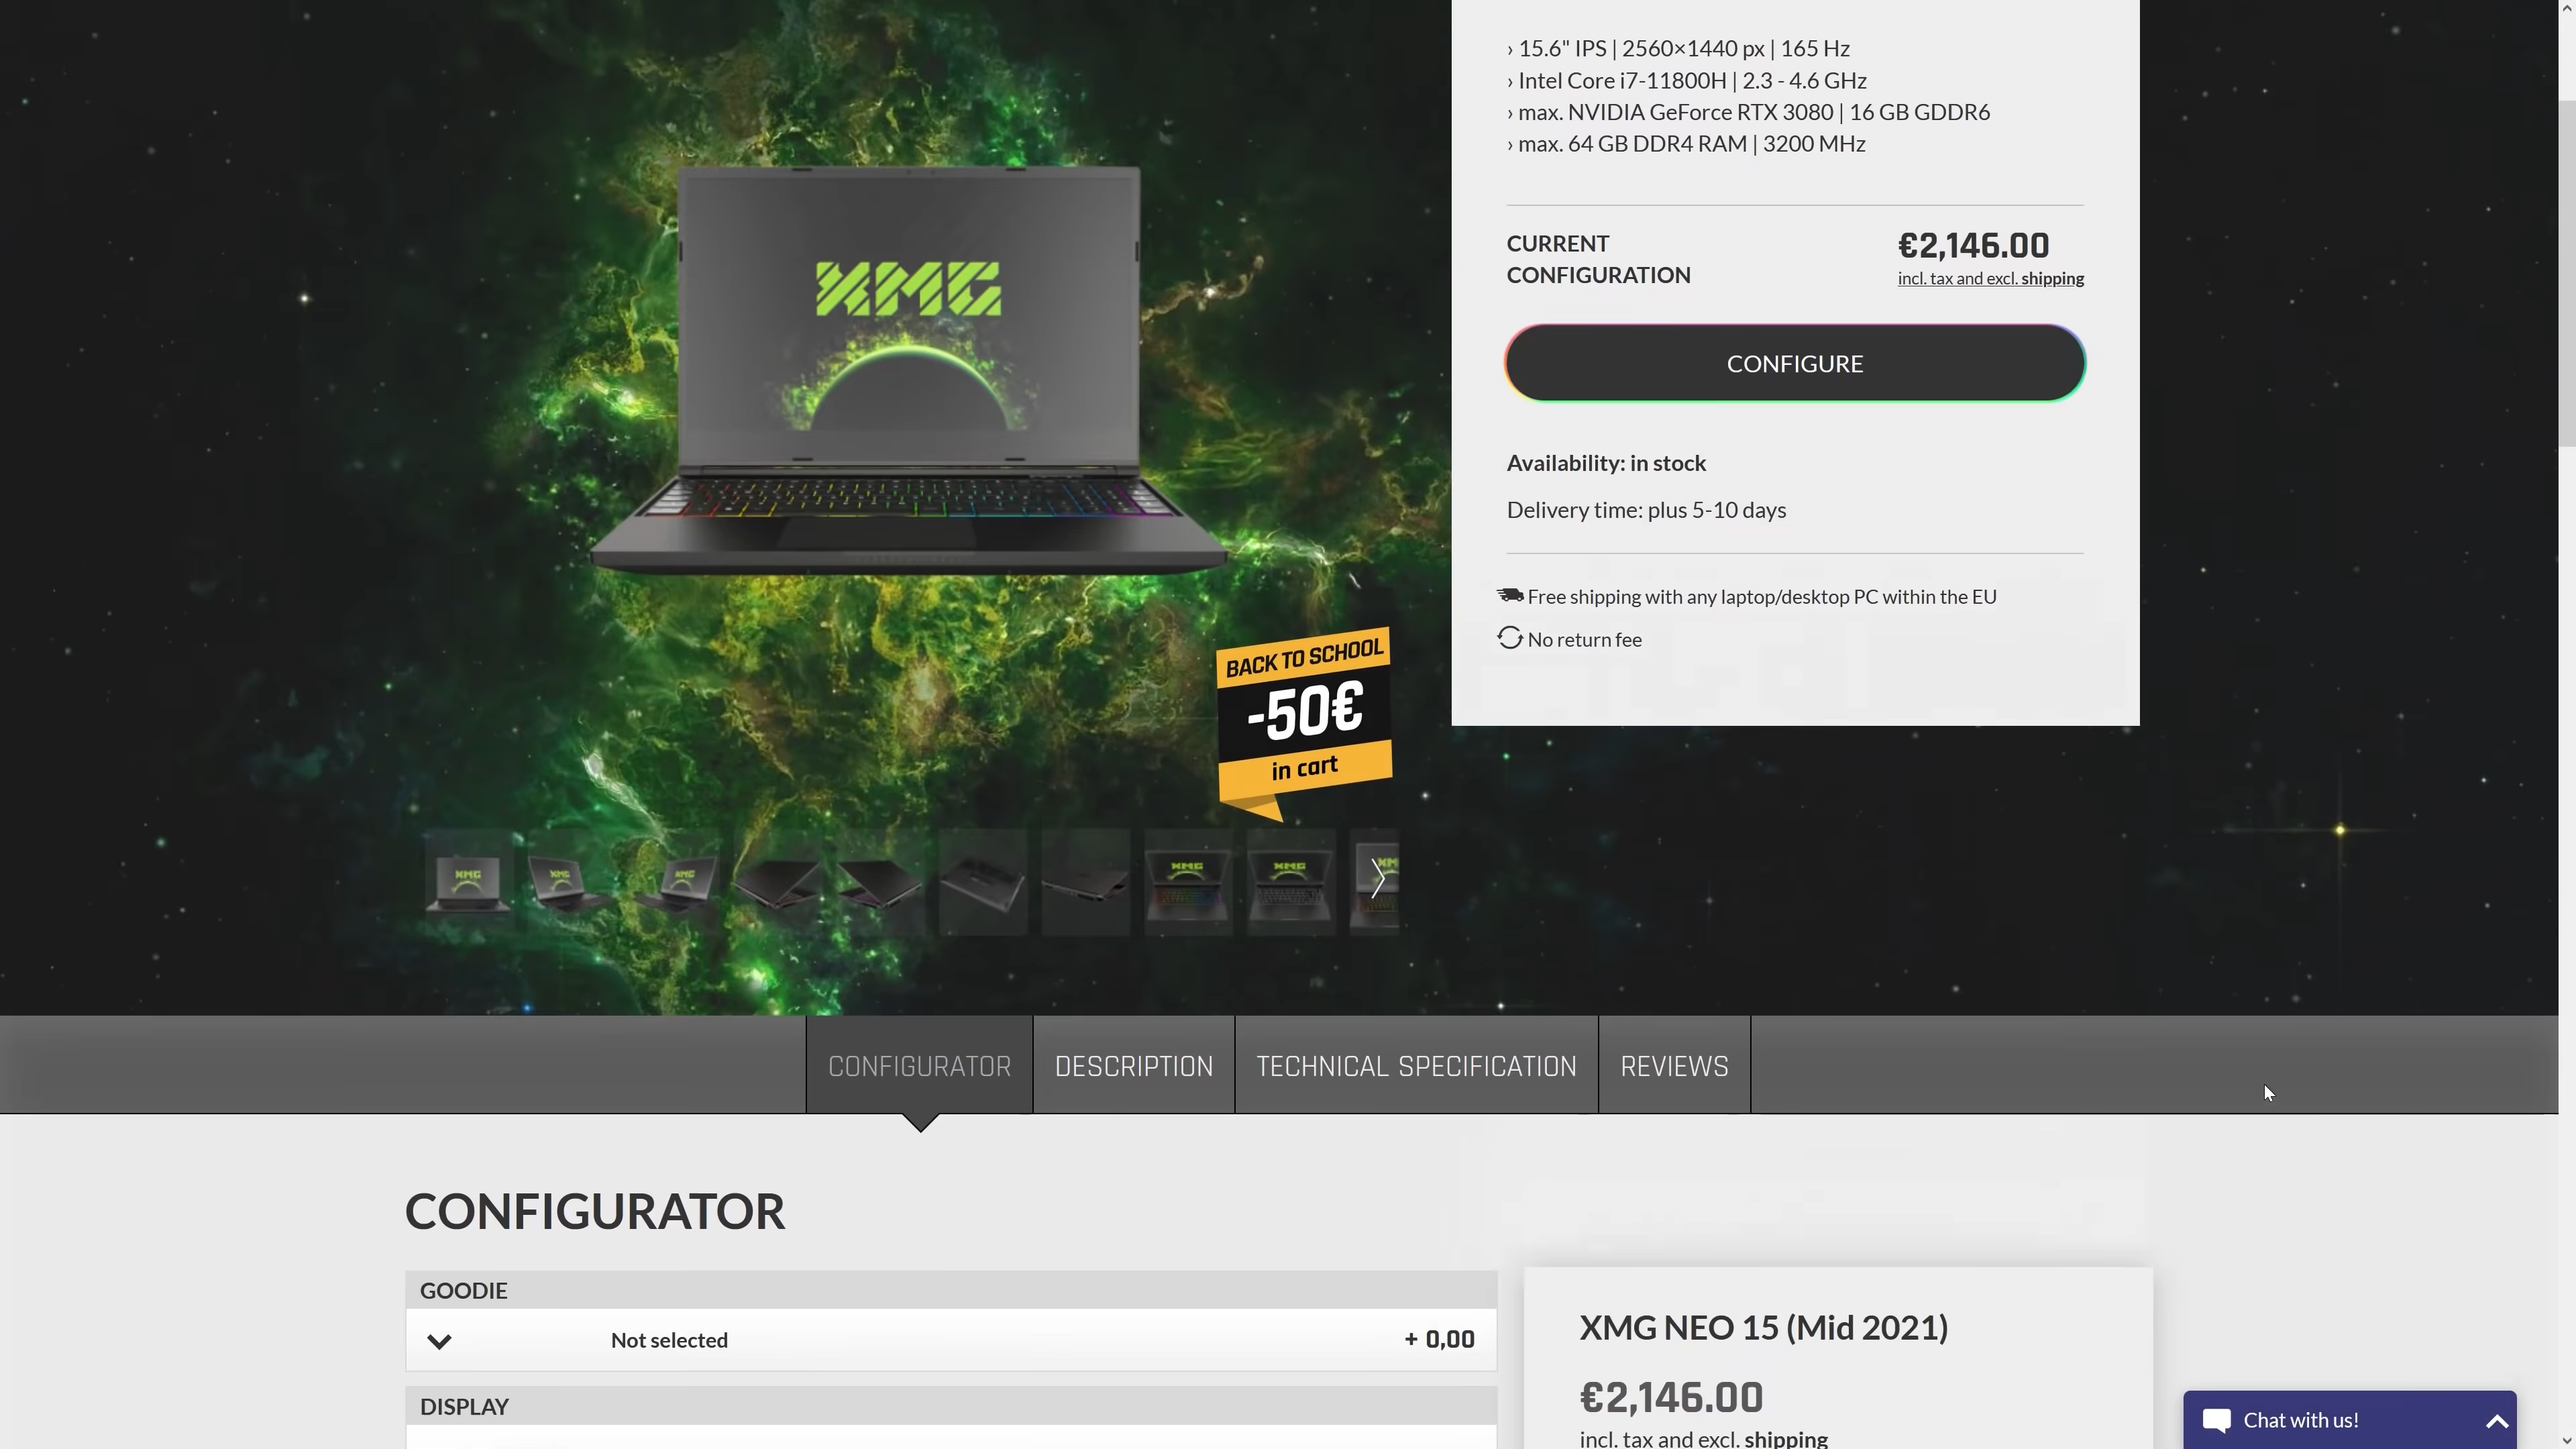 › 15.6" IPS | 2560×1440 px | 165 Hz
› Intel Core i7-11800H | 2.3 - 4.6 GHz
› max. NVIDIA GeForce RTX 3080 | 16 GB GDDR6
› max. 64 GB DDR4 RAM | 3200 MHz
CURRENT
CONFIGURATION
€2,146.00
incl. tax and excl. shipping
CONFIGURE
Availability: in stock
Delivery time: plus 5-10 days
Free shipping with any laptop/desktop PC within the EU
No return fee
XMG
BACK TO SCHOOL
-50€
in cart
XMG
XMG
XMG
XMG
XMG
CONFIGURATOR
DESCRIPTION
TECHNICAL SPECIFICATION
REVIEWS
CONFIGURATOR
GOODIE
Not selected
+ 0,00
DISPLAY
XMG NEO 15 (Mid 2021)
€2,146.00
incl. tax and excl. shipping
Chat with us!